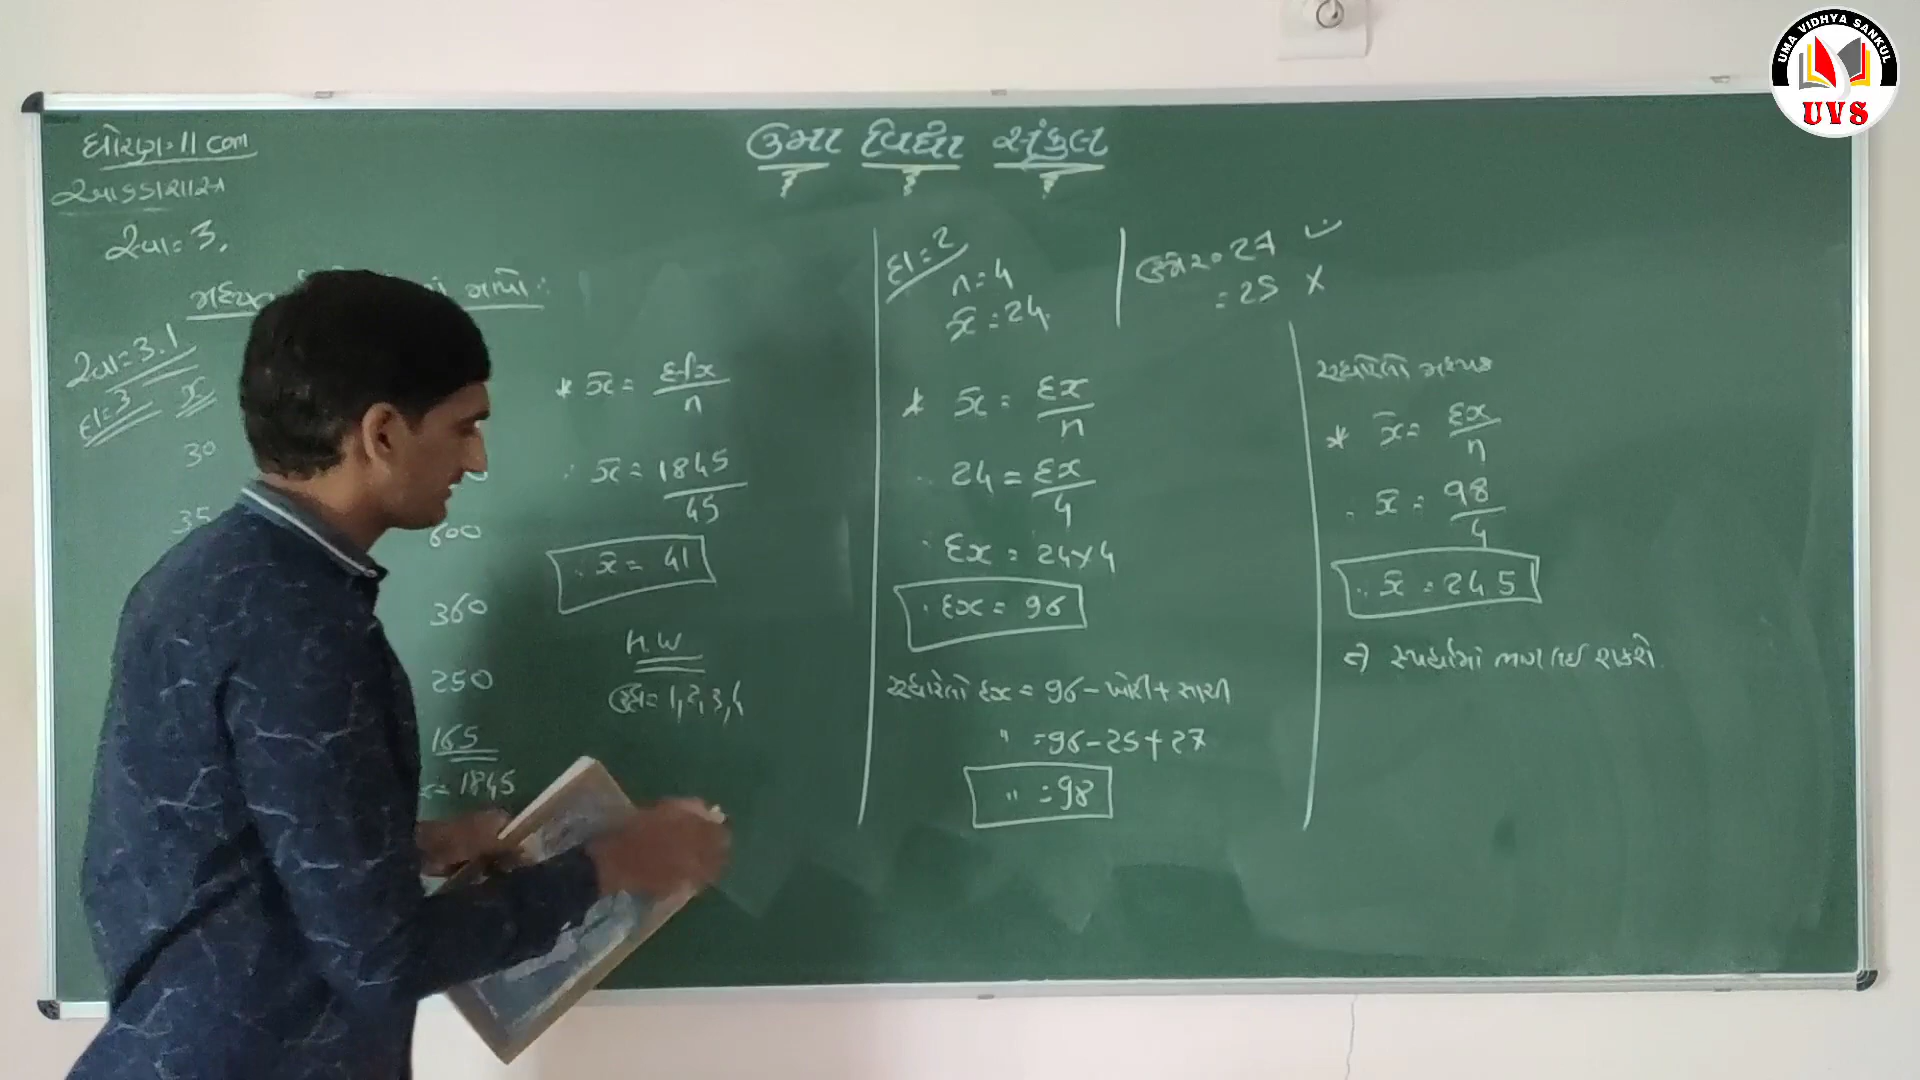 UMA VIDHYA SANKUL
UVS
ઉમા વિદ્યા સંકુલ
ધોરણ = 11 com
આંકડાશાસ્ત્ર
સ્વા = 3.
સ્વા = 3.1
દા = 3
x
30
35
600
360
250
165
= 1845
* x̄ = Σfx / n
∴ x̄ = 1845 / 45
∴ x̄ = 41
H.W
ઉદા = 1, 2, 3, 4
દા = 2
n = 4
x̄ = 24.
ઉંમર = 27 ✓
= 25 X
* x̄ = Σx / n
∴ 24 = Σx / 4
∴ Σx = 24 x 4
∴ Σx = 96
સુધારેલો Σx = 96 - ખોટી + સાચી
" = 96 - 25 + 27
" = 98
સુધારેલો મધ્યક
* x̄ = Σx / n
∴ x̄ = 98 / 4
∴ x̄ = 24.5
સ્પર્ધામાં ભાગ લઈ શકશે.